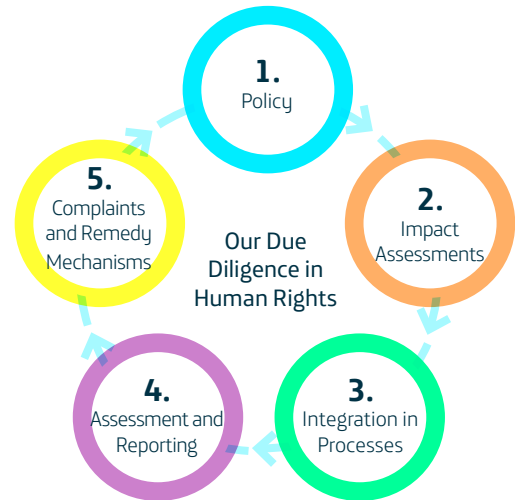 1.
Policy
2.
Impact
Assessments
3.
Integration in
Processes
4.
Assessment and
Reporting
5.
Complaints
and Remedy
Mechanisms
Our Due
Diligence in
Human Rights